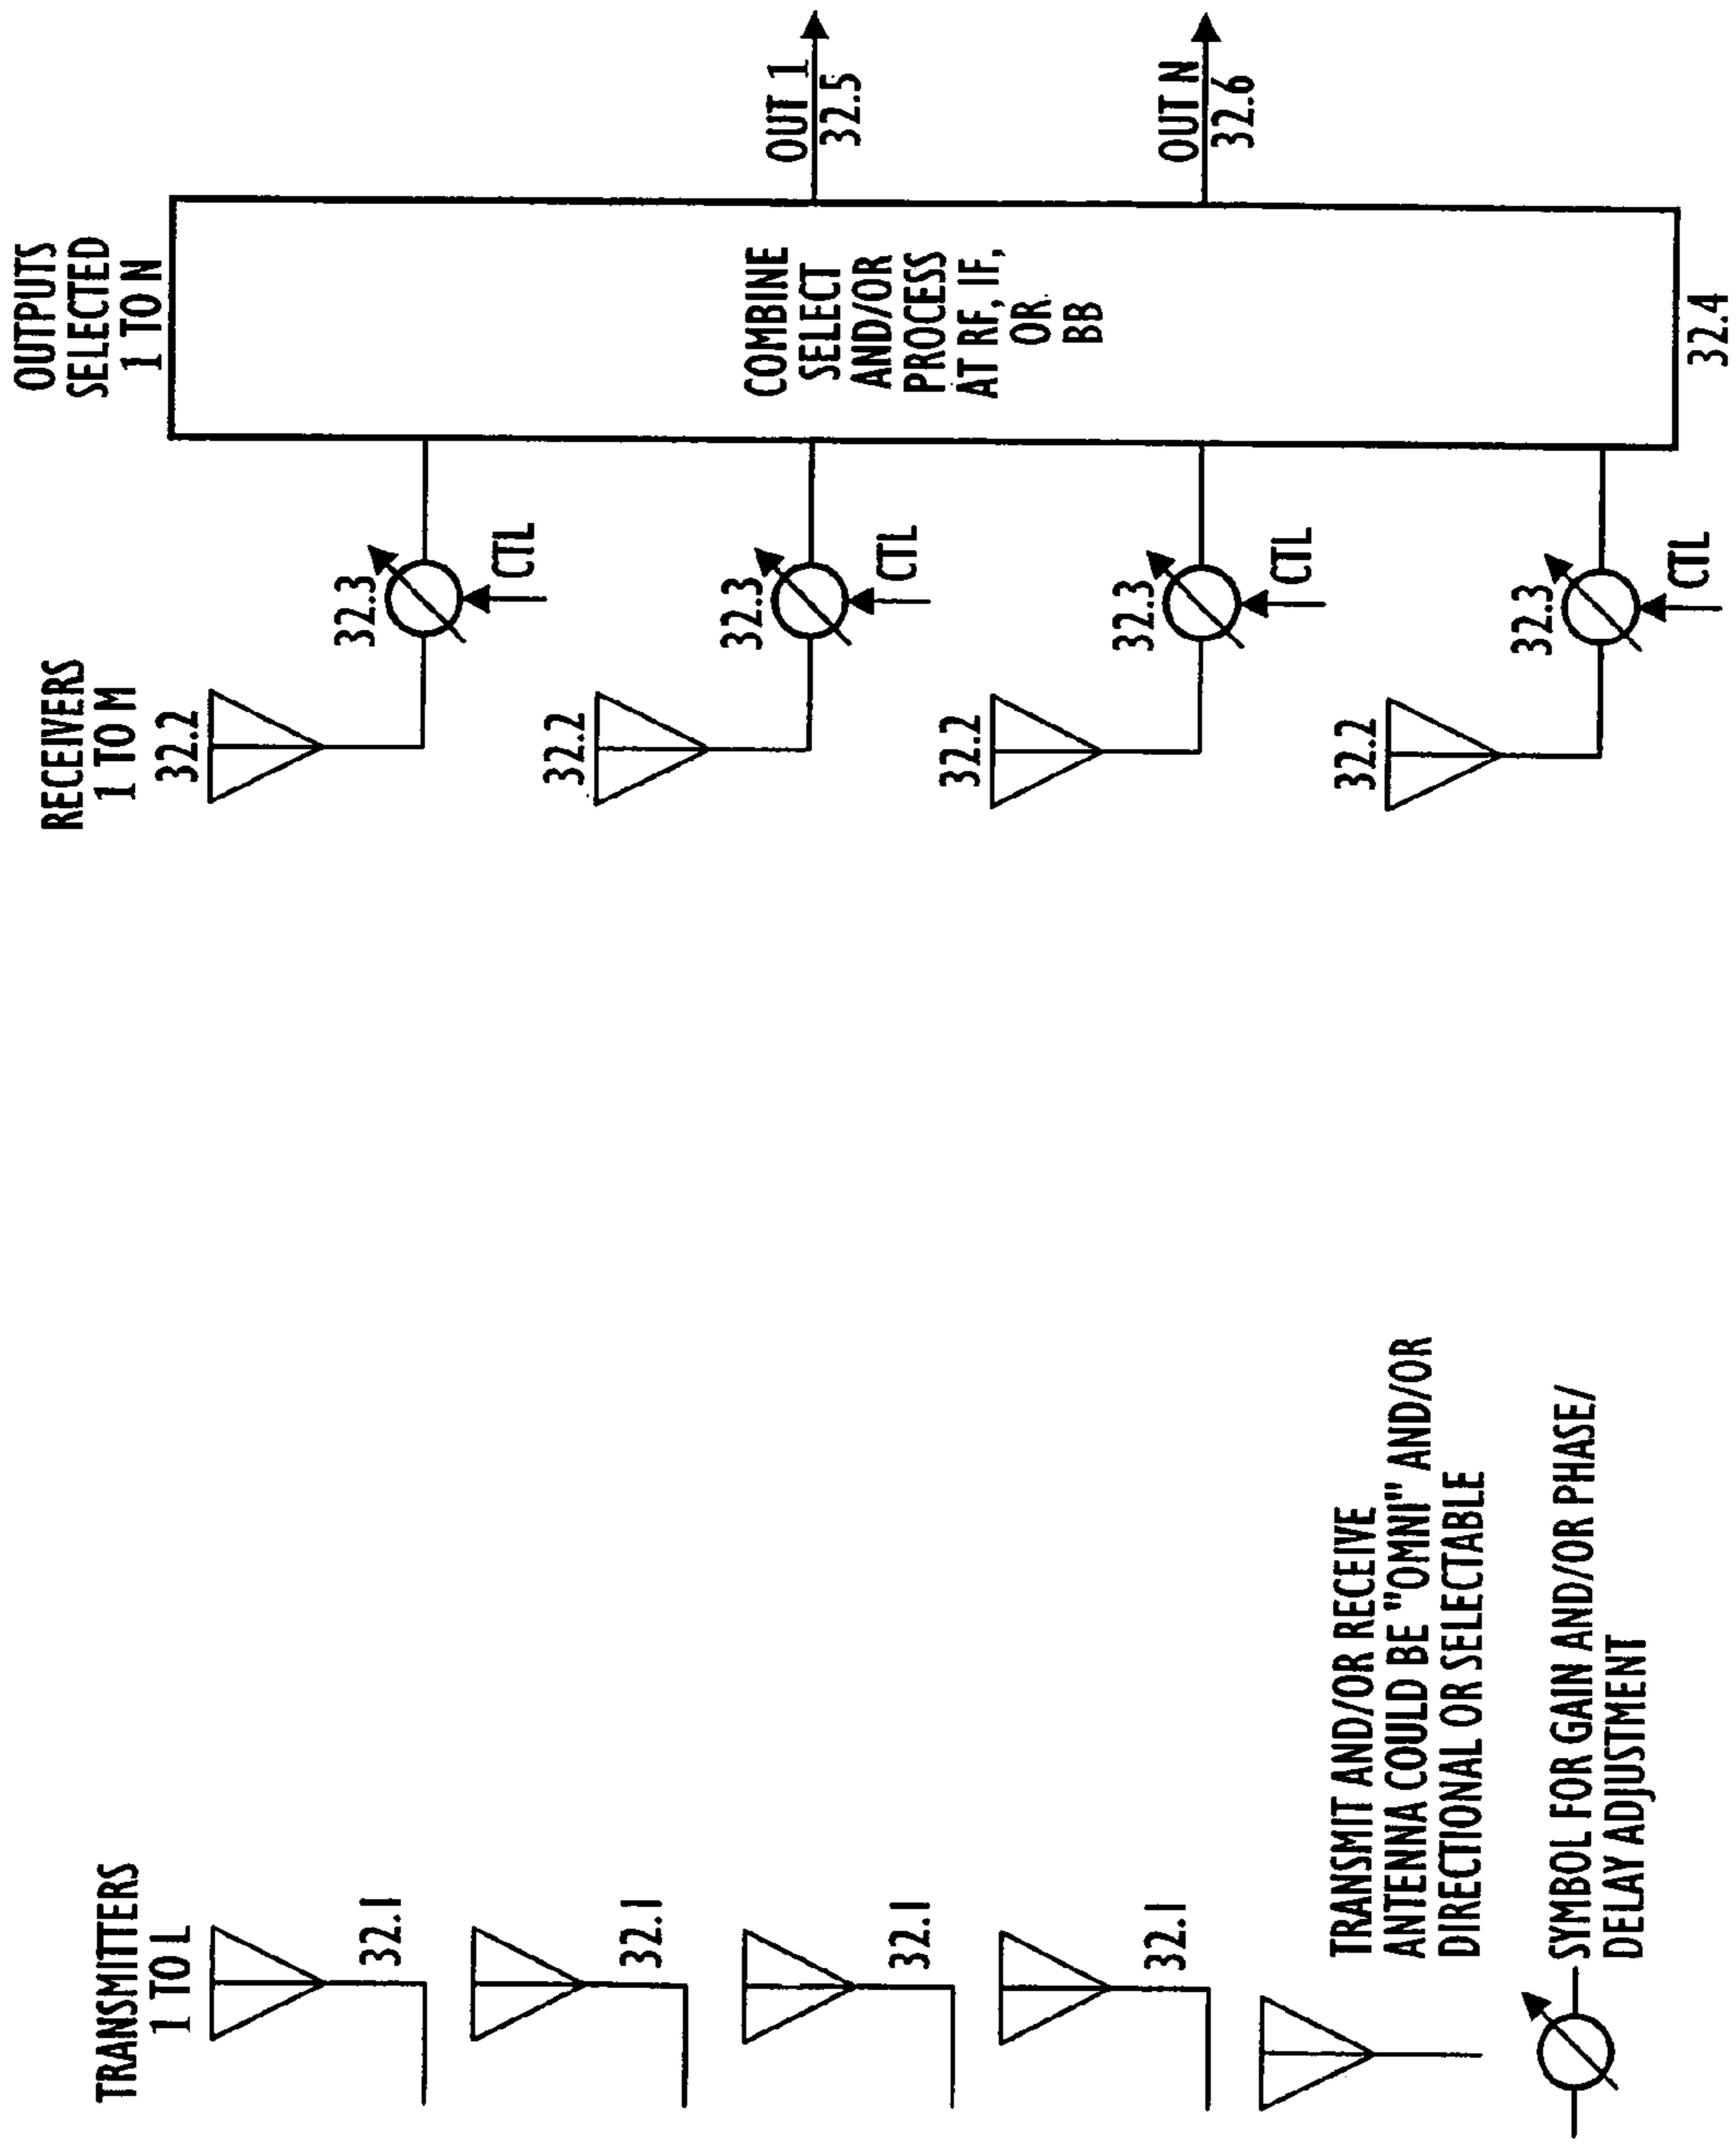 TRANSMITTERS
1 TO L
32.1
32.1
32.1
32.1
TRANSMIT AND/OR RECEIVE
ANTENNA COULD BE "OMNI" AND/OR
DIRECTIONAL OR SELECTABLE
SYMBOL FOR GAIN AND/OR PHASE/
DELAY ADJUSTMENT
RECEIVERS
1 TO M
32.2
32.3
CTL
32.2
32.3
CTL
32.2
32.3
CTL
32.2
32.3
CTL
OUTPUTS
SELECTED
1 TO N
COMBINE
SELECT
AND/OR
PROCESS
AT RF, IF,
OR
BB
32.4
OUT 1
32.5
OUT N
32.6